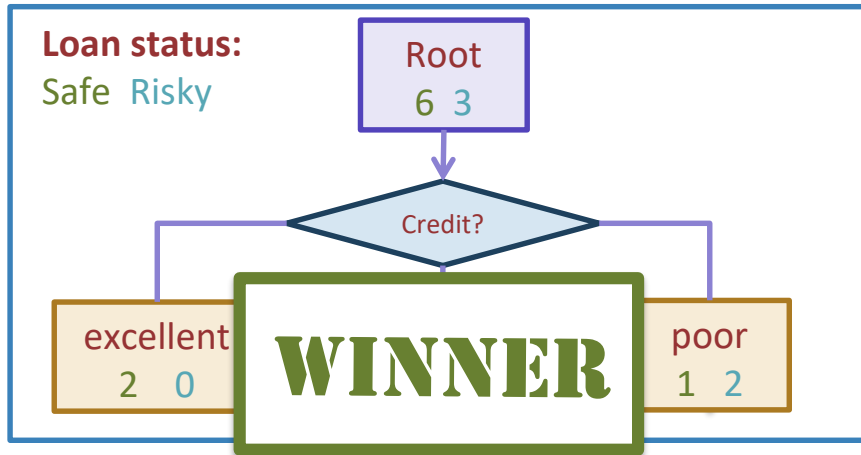 Loan status:
Safe Risky
Root
6 3
Credit?
excellent
2 0
WINNER
poor
1 2